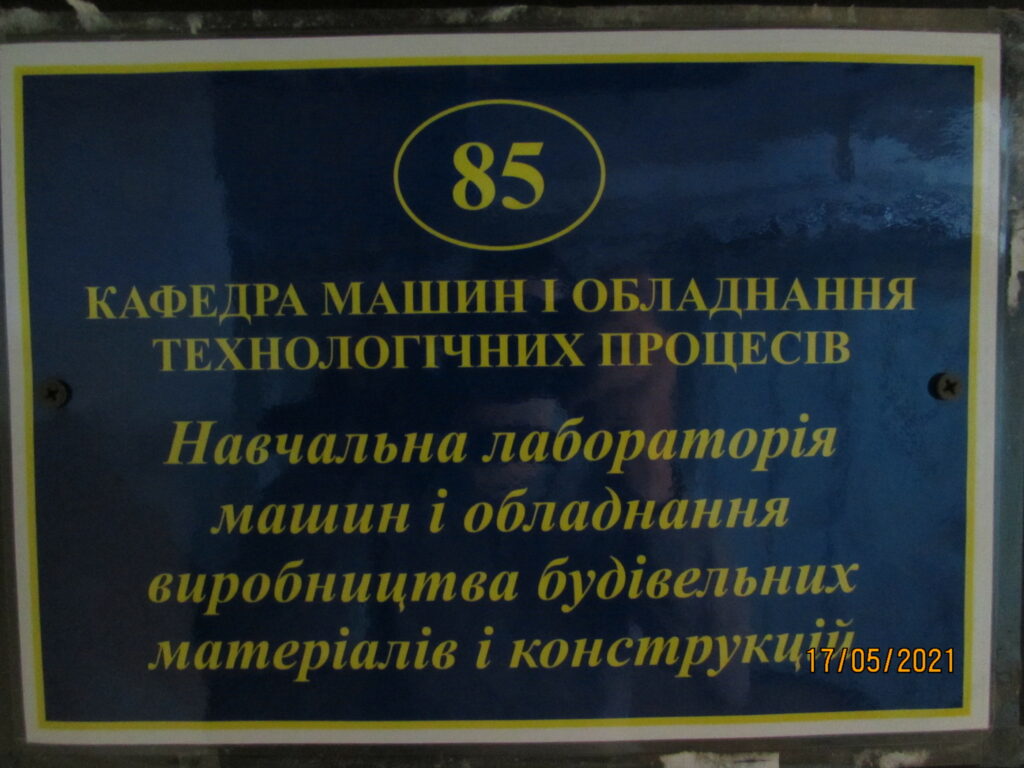 85
КАФЕДРА МАШИН І ОБЛАДНАННЯ
ТЕХНОЛОГІЧНИХ ПРОЦЕСІВ
Навчальна лабораторія
машин і обладнання
виробництва будівельних
матеріалів і конструкцій
17/05/2021